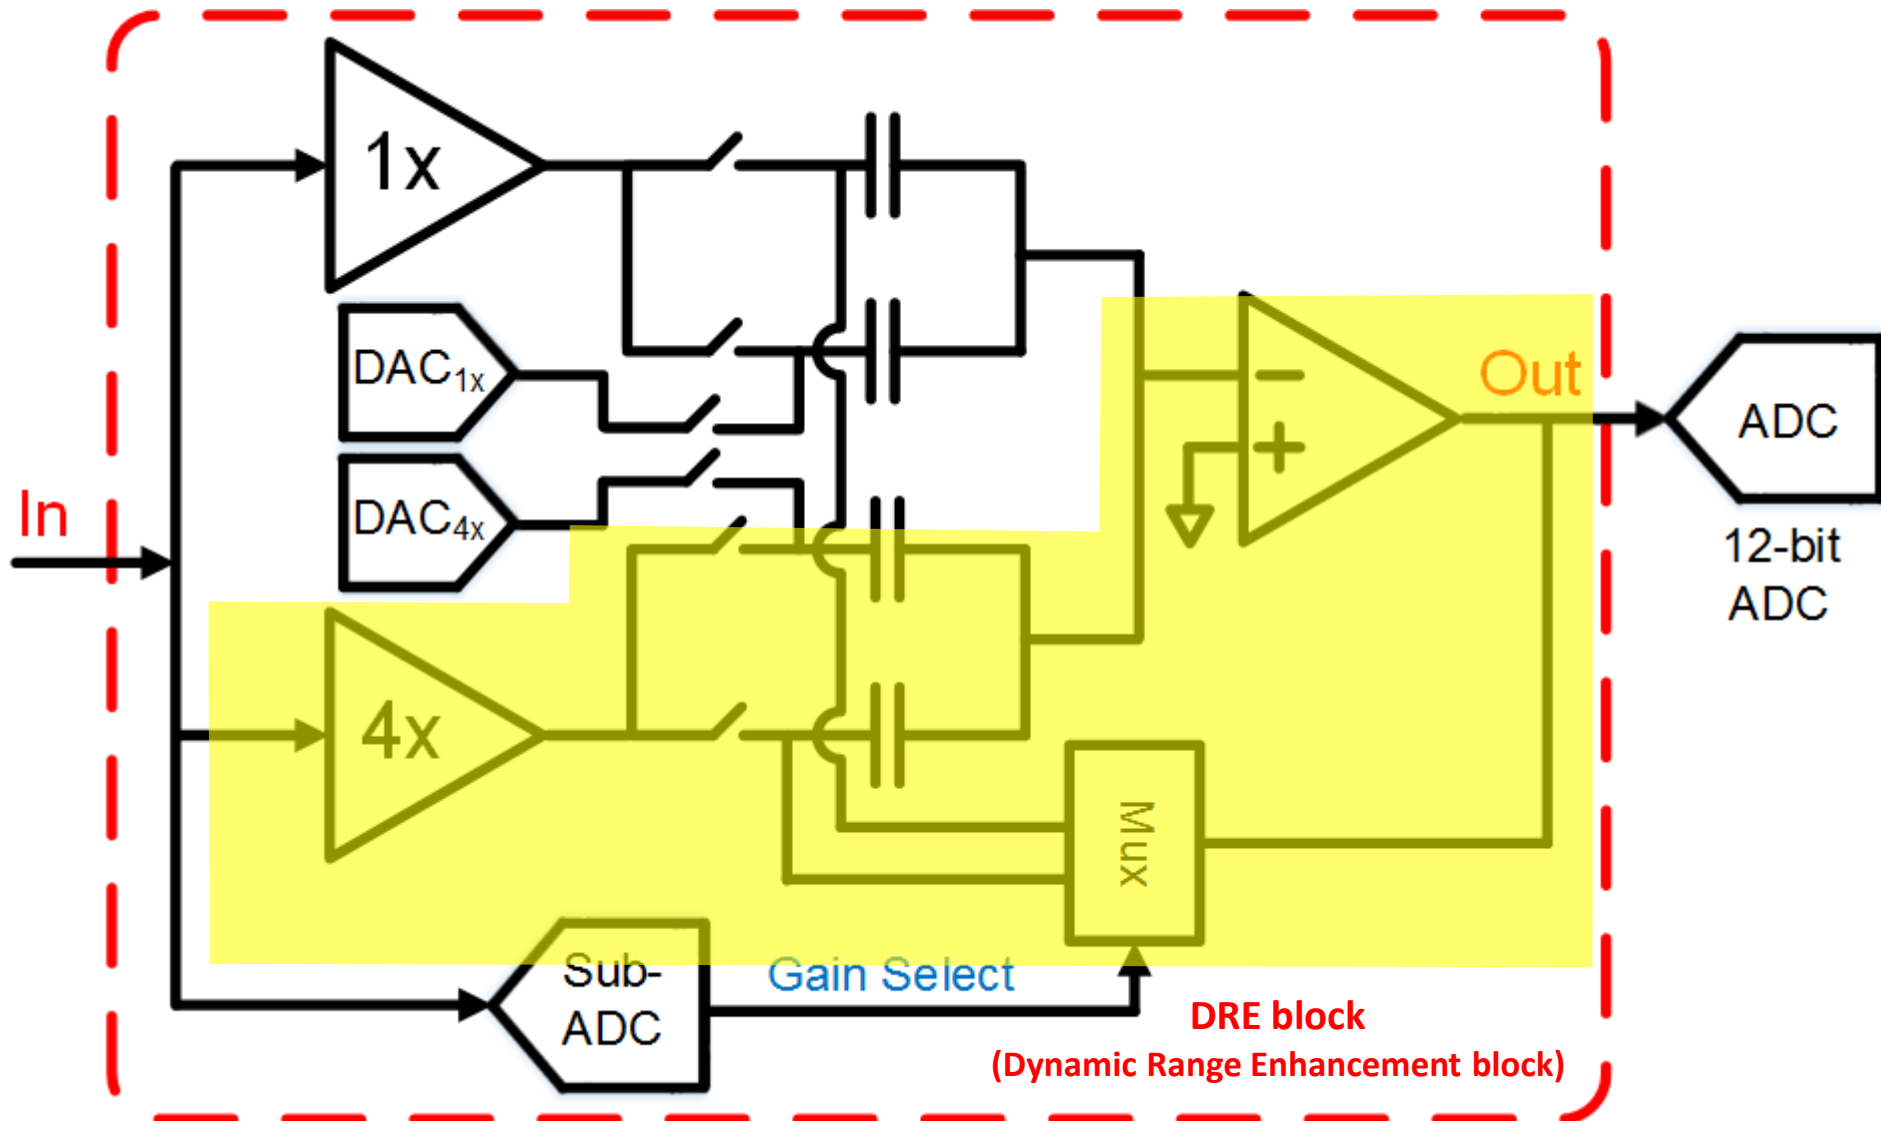 1x
DAC1x
DAC4x
In
4x
Sub-
ADC
Gain Select
Mux
−
+
Out
ADC
12-bit
ADC
DRE block
(Dynamic Range Enhancement block)